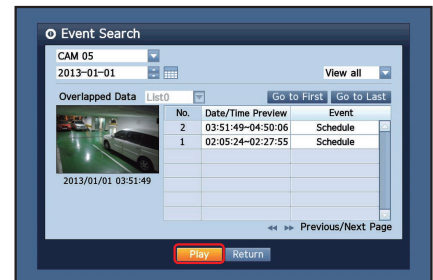 Event Search
CAM 05
2013-01-01
View all
Overlapped Data List0 Go to First Go to Last
No. Date/Time Preview Event
2 03:51:49~04:50:06 Schedule
1 02:05:24~02:27:55 Schedule
2013/01/01 03:51:49
Previous/Next Page
Play Return